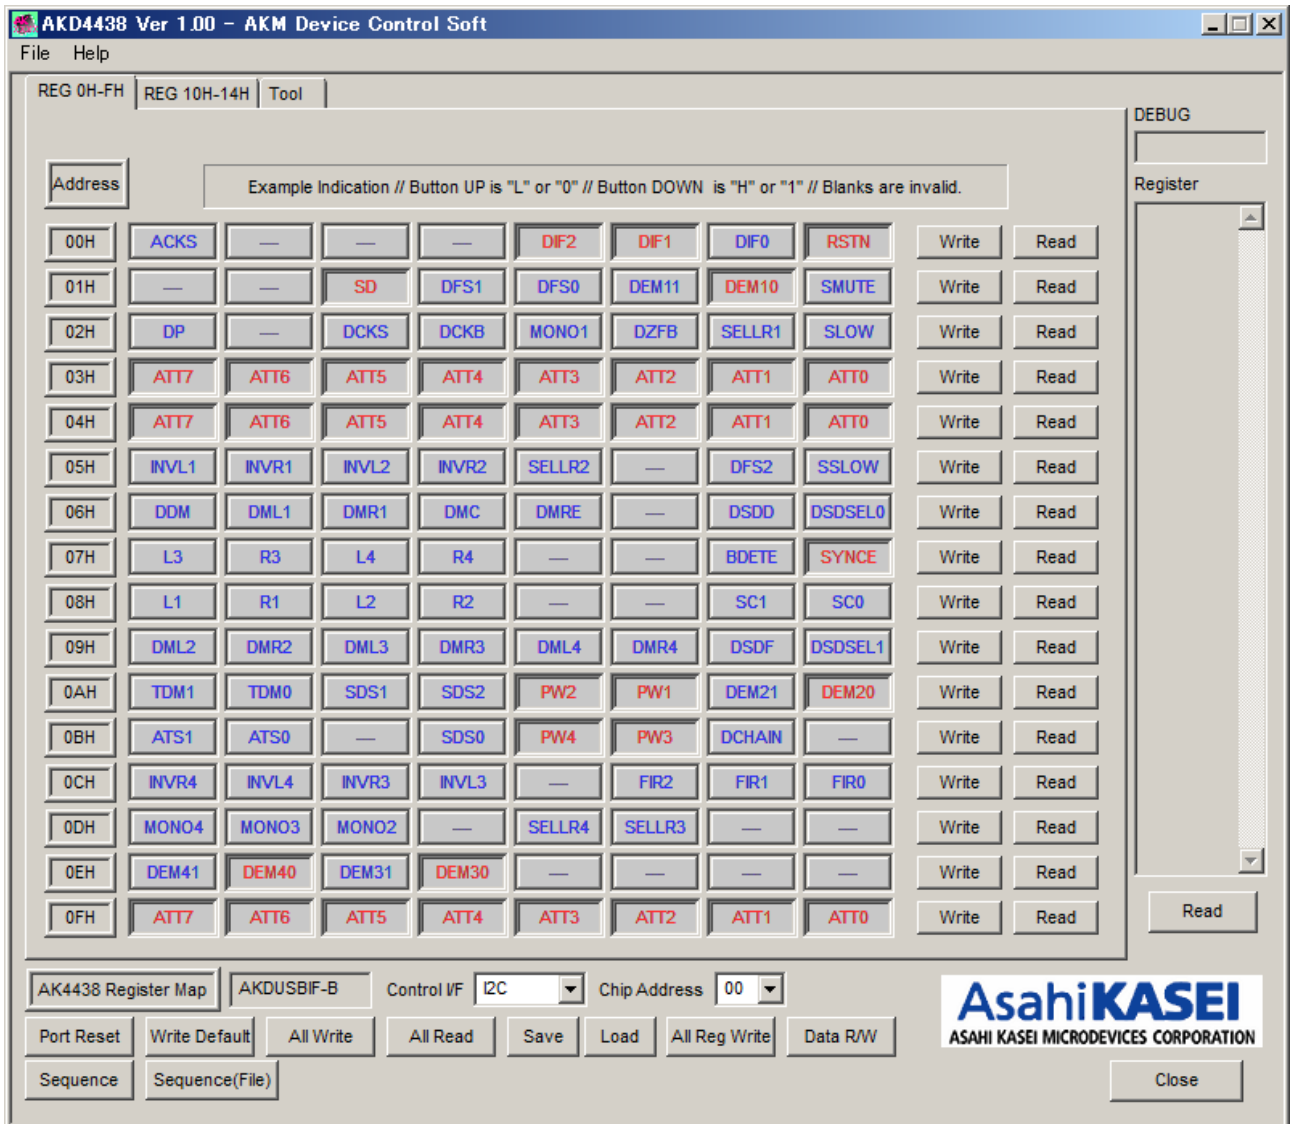 AKD4438 Ver 1.00 - AKM Device Control Soft
File Help
REG 0H-FH REG 10H-14H Tool
DEBUG
Address
Example Indication // Button UP is "L" or "0" // Button DOWN is "H" or "1" // Blanks are invalid.
Register
00H ACKS — — — DIF2 DIF1 DIF0 RSTN Write Read
01H — — SD DFS1 DFS0 DEM11 DEM10 SMUTE Write Read
02H DP — DCKS DCKB MONO1 DZFB SELLR1 SLOW Write Read
03H ATT7 ATT6 ATT5 ATT4 ATT3 ATT2 ATT1 ATT0 Write Read
04H ATT7 ATT6 ATT5 ATT4 ATT3 ATT2 ATT1 ATT0 Write Read
05H INVL1 INVR1 INVL2 INVR2 SELLR2 — DFS2 SSLOW Write Read
06H DDM DML1 DMR1 DMC DMRE — DSDD DSDSEL0 Write Read
07H L3 R3 L4 R4 — — BDETE SYNCE Write Read
08H L1 R1 L2 R2 — — SC1 SC0 Write Read
09H DML2 DMR2 DML3 DMR3 DML4 DMR4 DSDF DSDSEL1 Write Read
0AH TDM1 TDM0 SDS1 SDS2 PW2 PW1 DEM21 DEM20 Write Read
0BH ATS1 ATS0 — SDS0 PW4 PW3 DCHAIN — Write Read
0CH INVR4 INVL4 INVR3 INVL3 — FIR2 FIR1 FIR0 Write Read
0DH MONO4 MONO3 MONO2 — SELLR4 SELLR3 — — Write Read
0EH DEM41 DEM40 DEM31 DEM30 — — — — Write Read
0FH ATT7 ATT6 ATT5 ATT4 ATT3 ATT2 ATT1 ATT0 Write Read
Read
AK4438 Register Map AKDUSBIF-B Control I/F I2C Chip Address 00
AsahiKASEI
ASAHI KASEI MICRODEVICES CORPORATION
Port Reset Write Default All Write All Read Save Load All Reg Write Data R/W
Sequence Sequence(File) Close